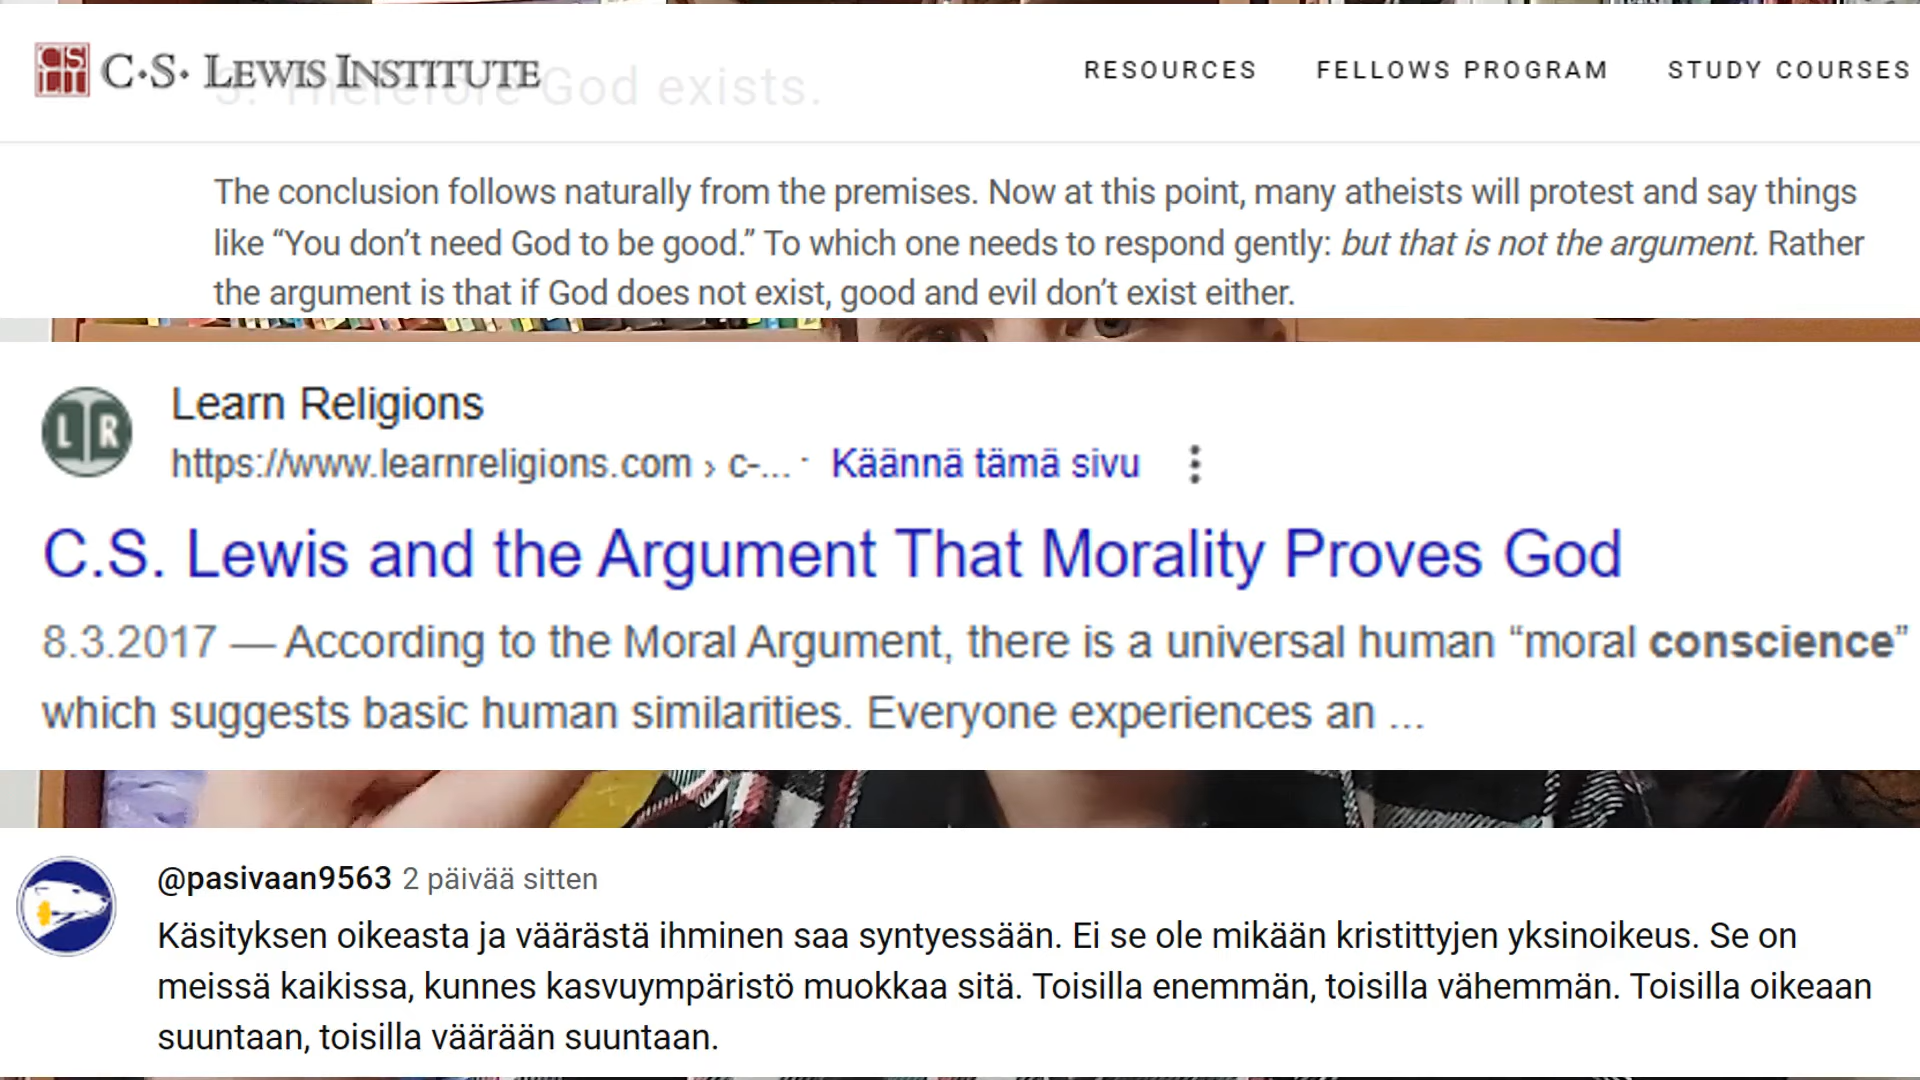 C·S· LEWIS INSTITUTE
3. Therefore God exists.
RESOURCES FELLOWS PROGRAM STUDY COURSES
The conclusion follows naturally from the premises. Now at this point, many atheists will protest and say things
like “You don’t need God to be good.” To which one needs to respond gently: but that is not the argument. Rather
the argument is that if God does not exist, good and evil don’t exist either.
LR
Learn Religions
https://www.learnreligions.com › c-... · Käännä tämä sivu
C.S. Lewis and the Argument That Morality Proves God
8.3.2017 — According to the Moral Argument, there is a universal human “moral conscience”
which suggests basic human similarities. Everyone experiences an ...
@pasivaan9563 2 päivää sitten
Käsityksen oikeasta ja väärästä ihminen saa syntyessään. Ei se ole mikään kristittyjen yksinoikeus. Se on
meissä kaikissa, kunnes kasvuympäristö muokkaa sitä. Toisilla enemmän, toisilla vähemmän. Toisilla oikeaan
suuntaan, toisilla väärään suuntaan.